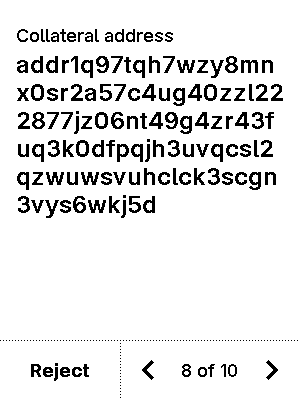 Collateral address
addr1q97tqh7wzy8mn
x0sr2a57c4ug40zzl22
2877jz06nt49g4zr43f
uq3k0dfpqjh3uvqcsl2
qzwuwsvuhclck3scgn
3vys6wkj5d
Reject
8 of 10